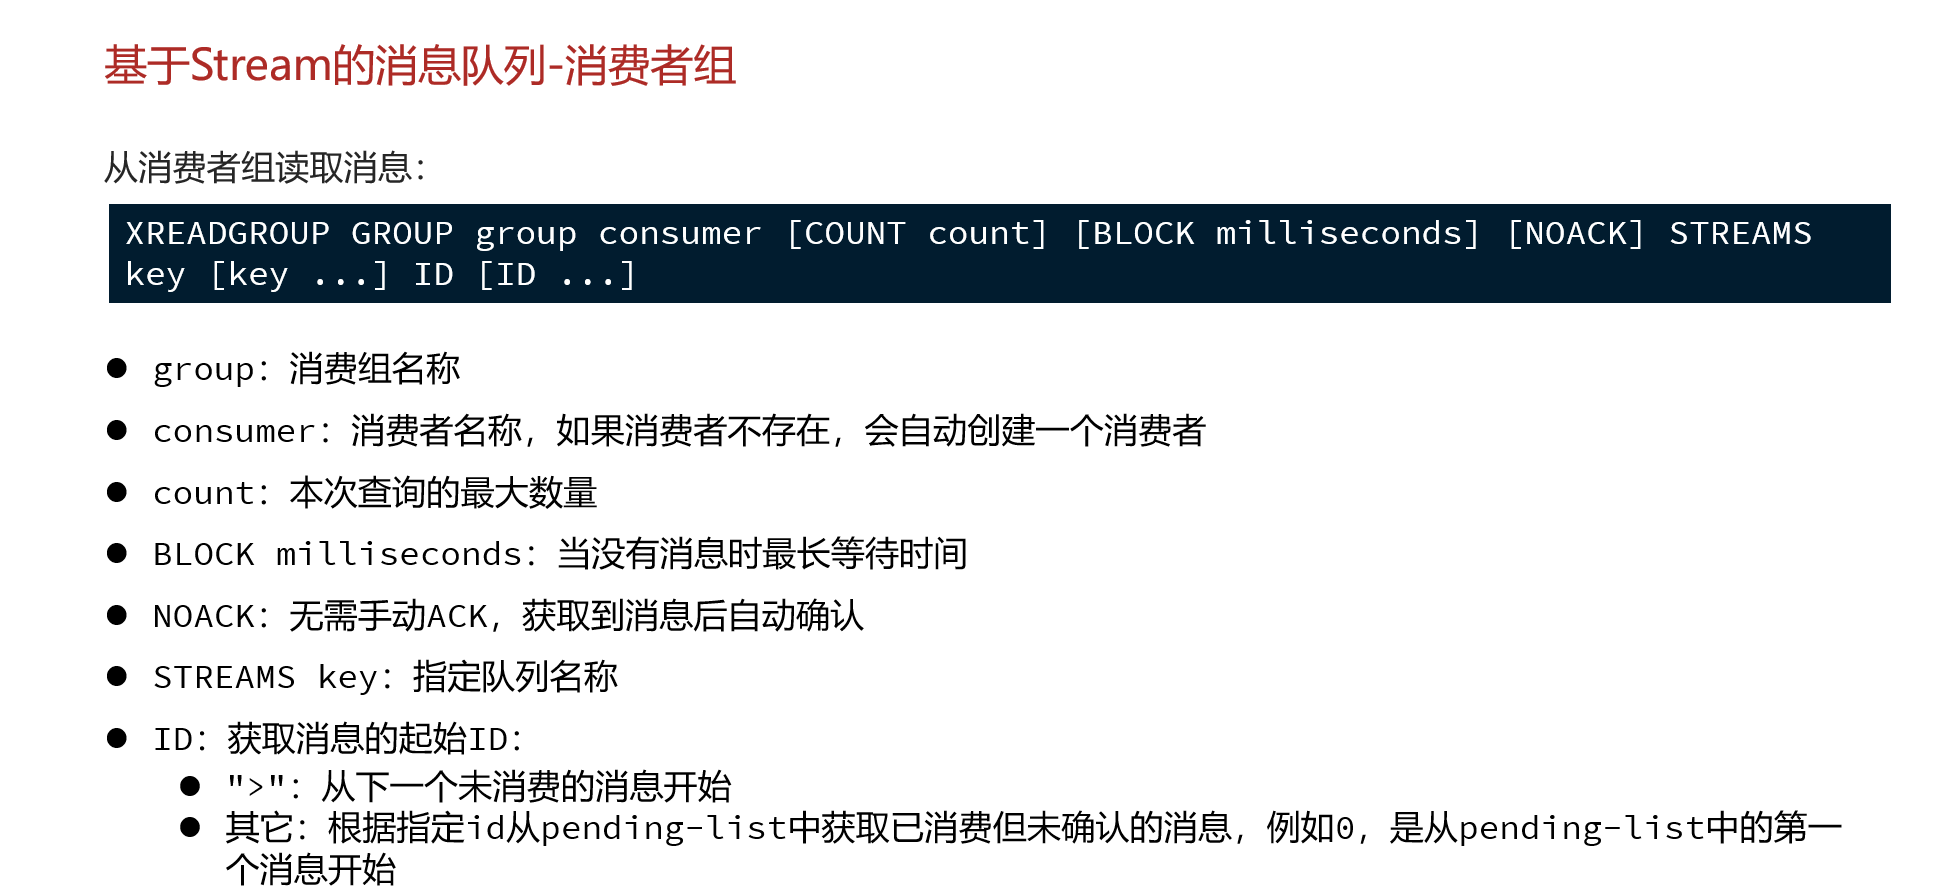 基于Stream的消息队列-消费者组
从消费者组读取消息：
XREADGROUP GROUP group consumer [COUNT count] [BLOCK milliseconds] [NOACK] STREAMS
key [key ...] ID [ID ...]
● group：消费组名称
● consumer：消费者名称，如果消费者不存在，会自动创建一个消费者
● count：本次查询的最大数量
● BLOCK milliseconds：当没有消息时最长等待时间
● NOACK：无需手动ACK，获取到消息后自动确认
● STREAMS key：指定队列名称
● ID：获取消息的起始ID：
● ">"：从下一个未消费的消息开始
● 其它：根据指定id从pending-list中获取已消费但未确认的消息，例如0，是从pending-list中的第一
个消息开始